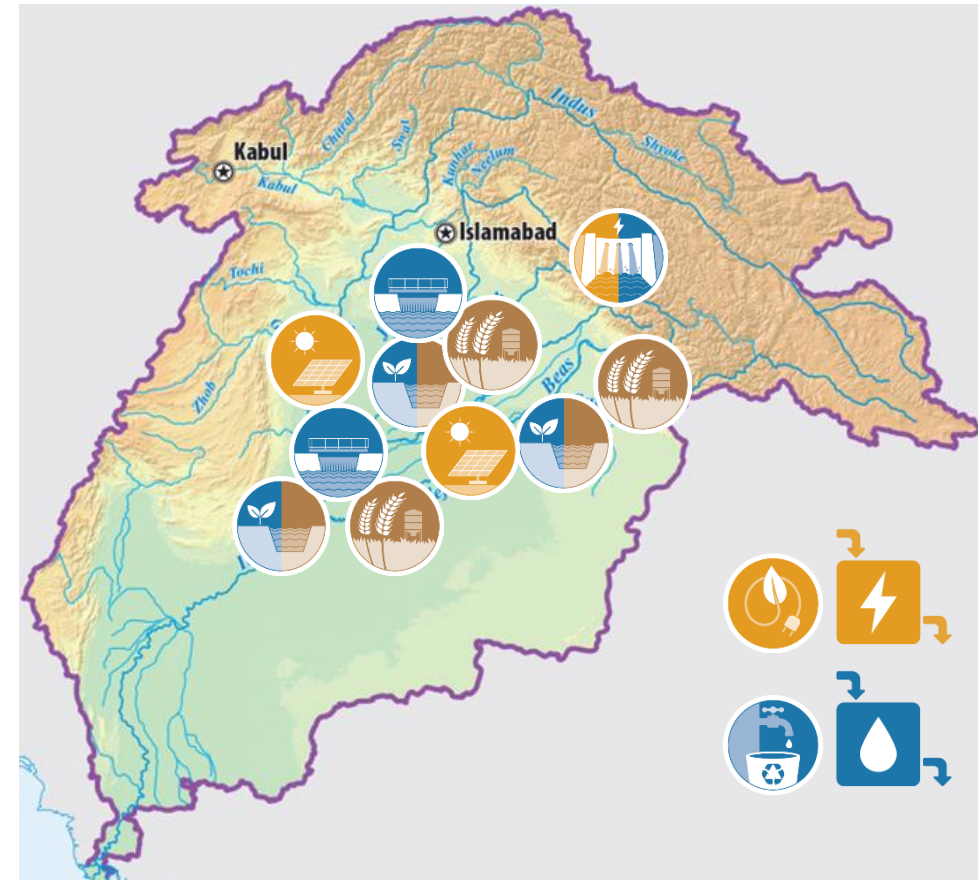 Indus
Chitral
Swat
Shyoke
Kabul
Kunhar
Neelum
Kabul
Islamabad
Tochi
Beas
Zhob